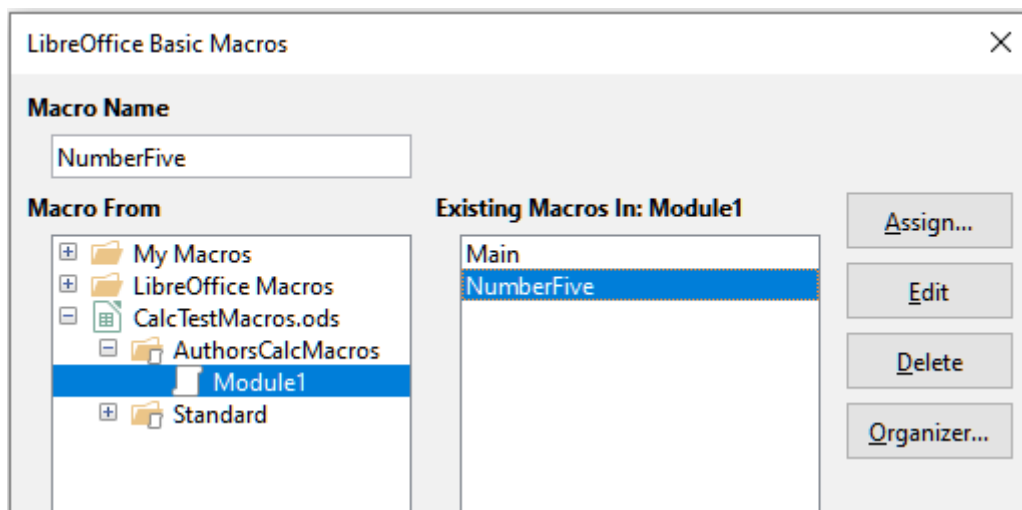 LibreOffice Basic Macros
Macro Name
NumberFive
Macro From
My Macros
LibreOffice Macros
CalcTestMacros.ods
AuthorsCalcMacros
Module1
Standard
Existing Macros In: Module1
Main
NumberFive
Assign...
Edit
Delete
Organizer...